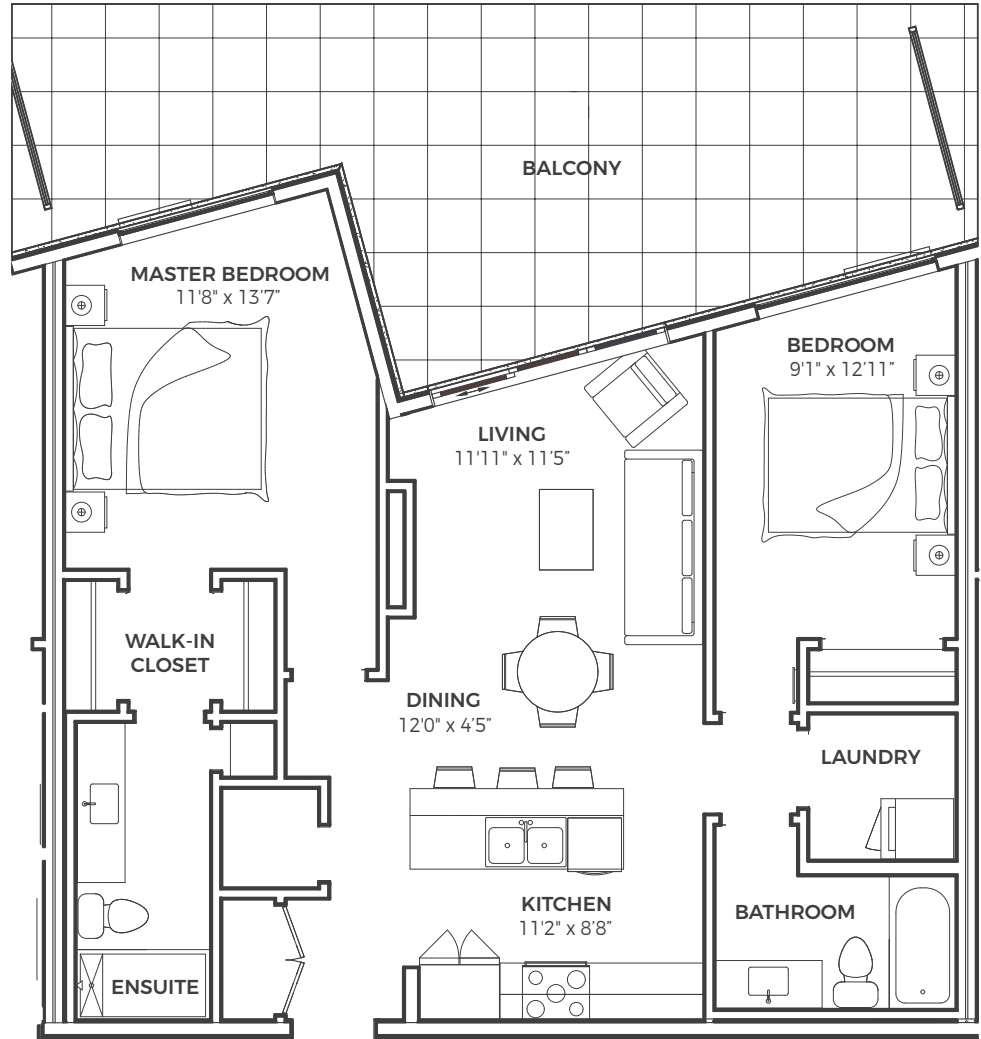 BALCONY
MASTER BEDROOM
11'8" x 13'7"
BEDROOM
9'1" x 12'11"
LIVING
11'11" x 11'5"
WALK-IN
CLOSET
DINING
12'0" x 4'5"
LAUNDRY
KITCHEN
11'2" x 8'8"
BATHROOM
ENSUITE